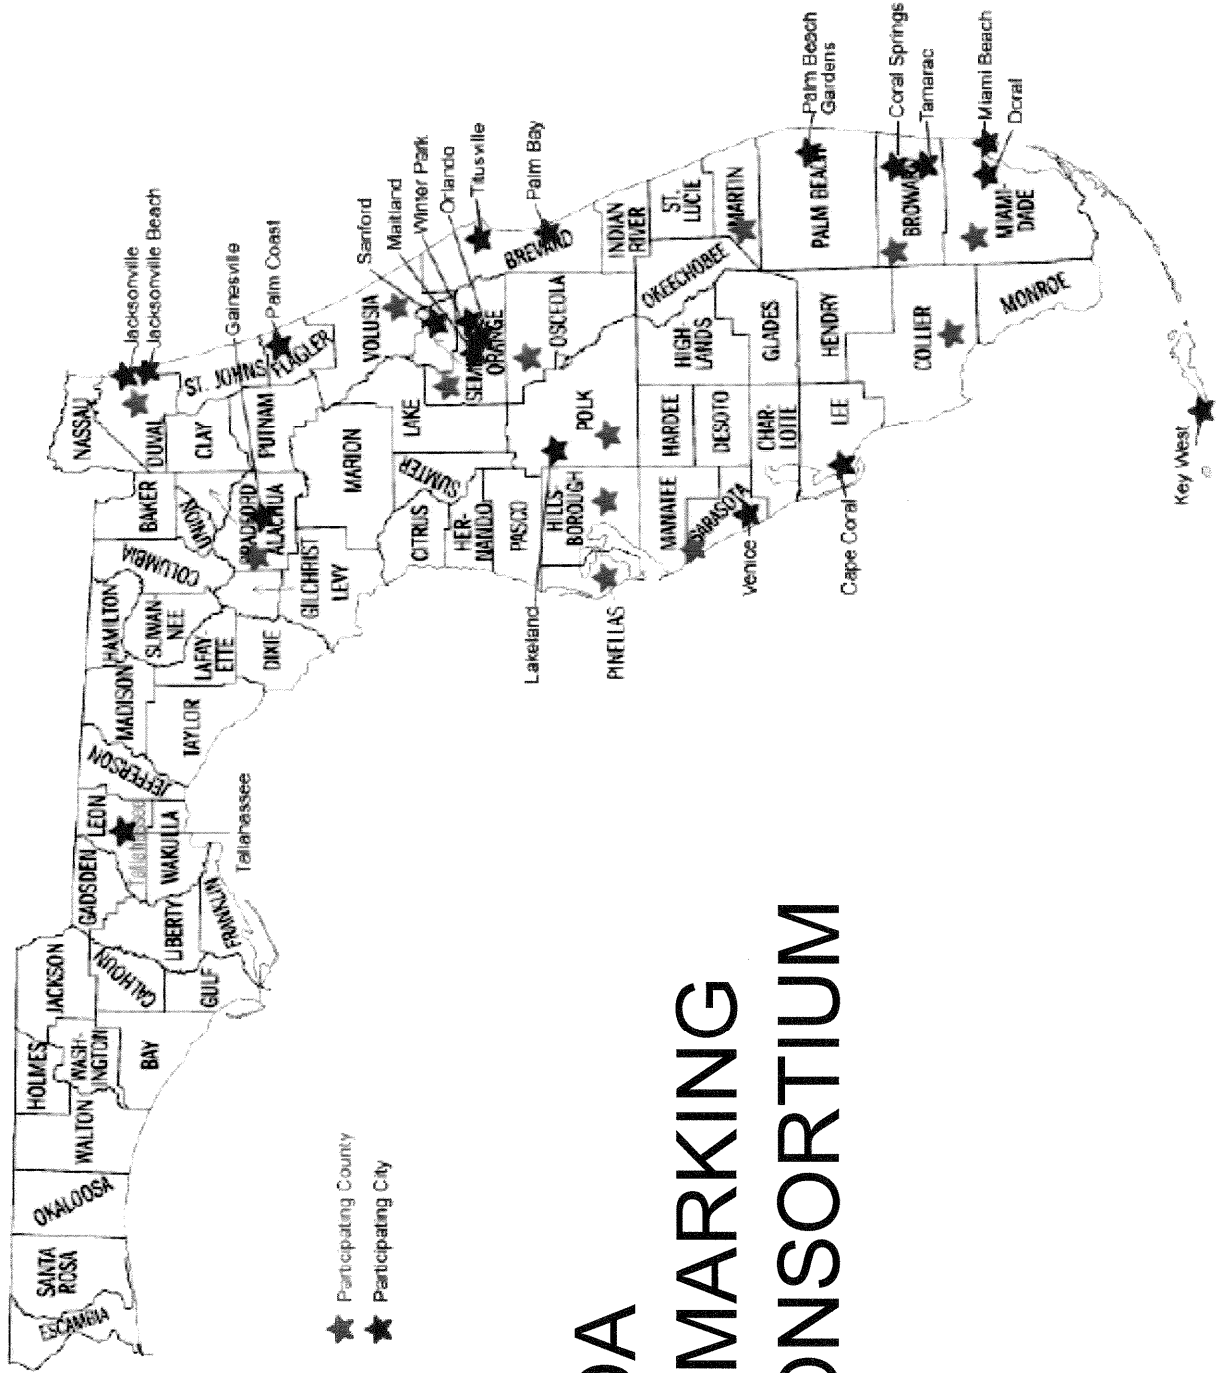 ESCAMBIA
SANTA
ROSA
OKALOOSA
WALTON
HOLMES
WASH-
INGTON
BAY
JACKSON
CALHOUN
GULF
GADSDEN
LIBERTY
FRANKLIN
LEON
WAKULLA
Tallahassee
JEFFERSON
MADISON
TAYLOR
HAMILTON
SUWAN-
NEE
LAFAY-
ETTE
DIXIE
COLUMBIA
GILCHRIST
LEVY
BAKER
UNION
BRADFORD
ALACHUA
NASSAU
DUVAL
CLAY
PUTNAM
ST. JOHNS
FLAGLER
Jacksonville
Jacksonville Beach
Gainesville
Palm Coast
MARION
CITRUS
SUMTER
LAKE
VOLUSIA
HER-
NANDO
PASCO
HILLS
BOROUGH
PINELLAS
Lakeland
POLK
ORANGE
OSCEOLA
BREVARD
Sanford
Maitland
Winter Park
Orlando
Titusville
Palm Bay
INDIAN
RIVER
MANATEE
HARDEE
HIGH
LANDS
OKEECHOBEE
ST.
LUCIE
SARASOTA
DESOTO
MARTIN
Venice
CHAR-
LOTTE
GLADES
PALM BEACH
Palm Beach
Gardens
Cape Coral
LEE
HENDRY
COLLIER
BROWARD
Coral Springs
Tamarac
MONROE
MIAMI-
DADE
Miami Beach
Doral
Key West
Participating County
Participating City
MARKING
ONSORTIUM